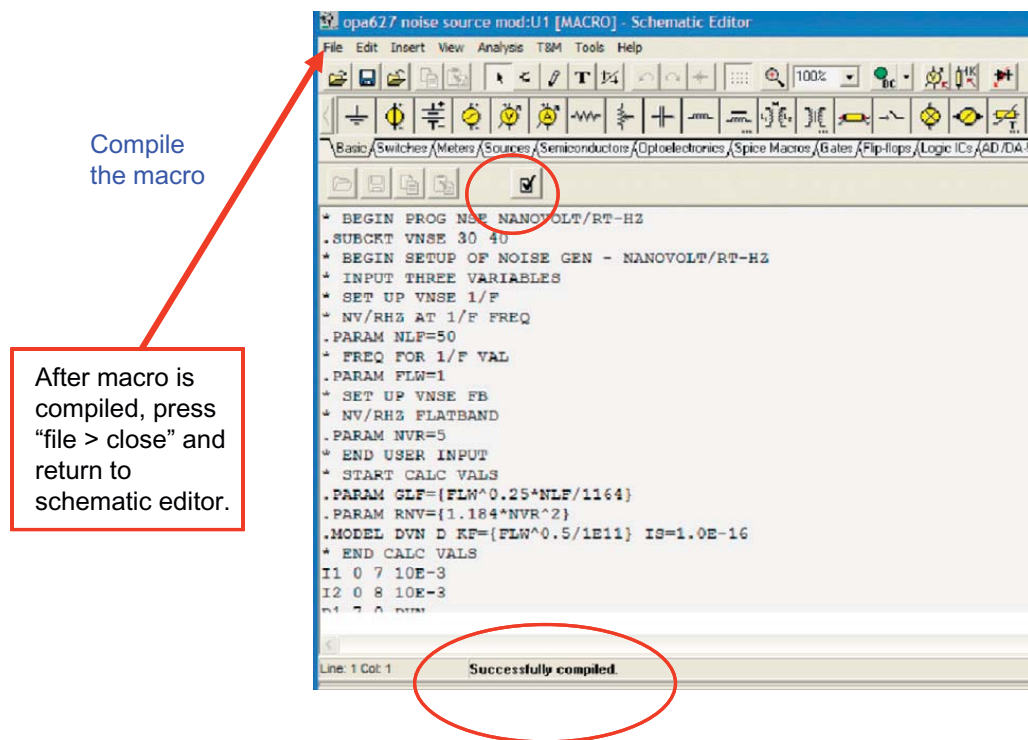 opa627 noise source mod:U1 [MACRO] - Schematic Editor
File Edit Insert View Analysis T&M Tools Help
100%
DC
1K
Basic Switches Meters Sources Semiconductors Optoelectronics Spice Macros Gates Flip-flops Logic ICs AD/DA-
Compile
the macro
* BEGIN PROG NSE NANOVOLT/RT-HZ
.SUBCKT VNSE 30 40
* BEGIN SETUP OF NOISE GEN - NANOVOLT/RT-HZ
* INPUT THREE VARIABLES
* SET UP VNSE 1/F
* NV/RHZ AT 1/F FREQ
.PARAM NLF=50
* FREQ FOR 1/F VAL
.PARAM FLW=1
* SET UP VNSE FB
* NV/RHZ FLATBAND
.PARAM NVR=5
* END USER INPUT
* START CALC VALS
.PARAM GLF={FLW^0.25*NLF/1164}
.PARAM RNV={1.184*NVR^2}
.MODEL DVN D KF={FLW^0.5/1E11} IS=1.0E-16
* END CALC VALS
I1 0 7 10E-3
I2 0 8 10E-3
D1 7 0 DVN
After macro is
compiled, press
“file > close” and
return to
schematic editor.
Line: 1 Col: 1 Successfully compiled.